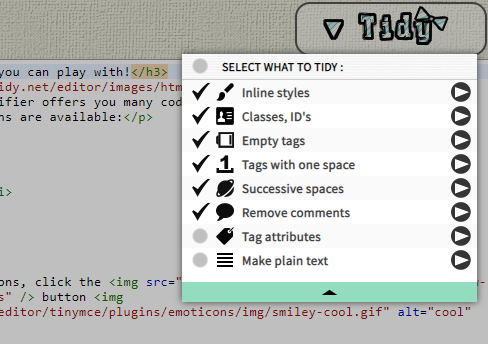 Tidy
SELECT WHAT TO TIDY :
Inline styles
Classes, ID's
Empty tags
Tags with one space
Successive spaces
Remove comments
Tag attributes
Make plain text
you can play with!</h3>
tidy.net/editor/images/htm
ifier offers you many cod
ns are available:</p>
i>
ons, click the <img src="
s" /> button <img
editor/tinymce/plugins/emoticons/img/smiley-cool.gif" alt="cool"